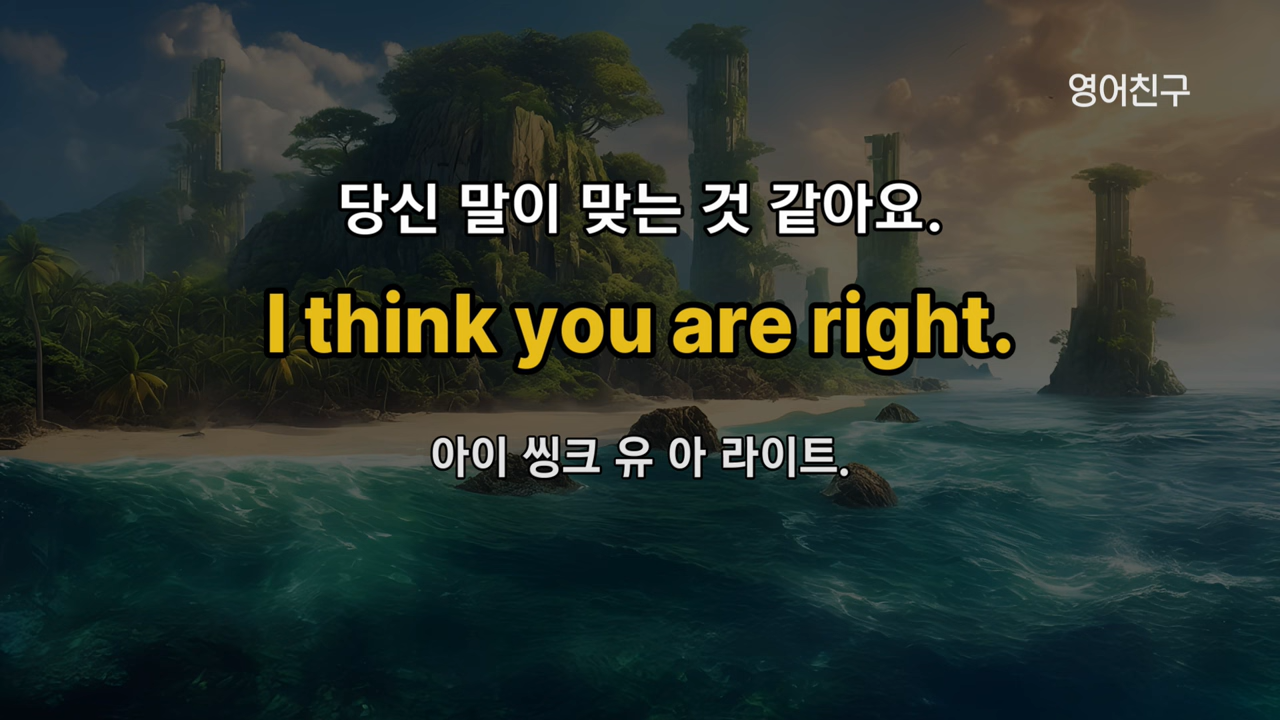 영어친구
당신 말이 맞는 것 같아요.
I think you are right.
아이 씽크 유 아 라이트.